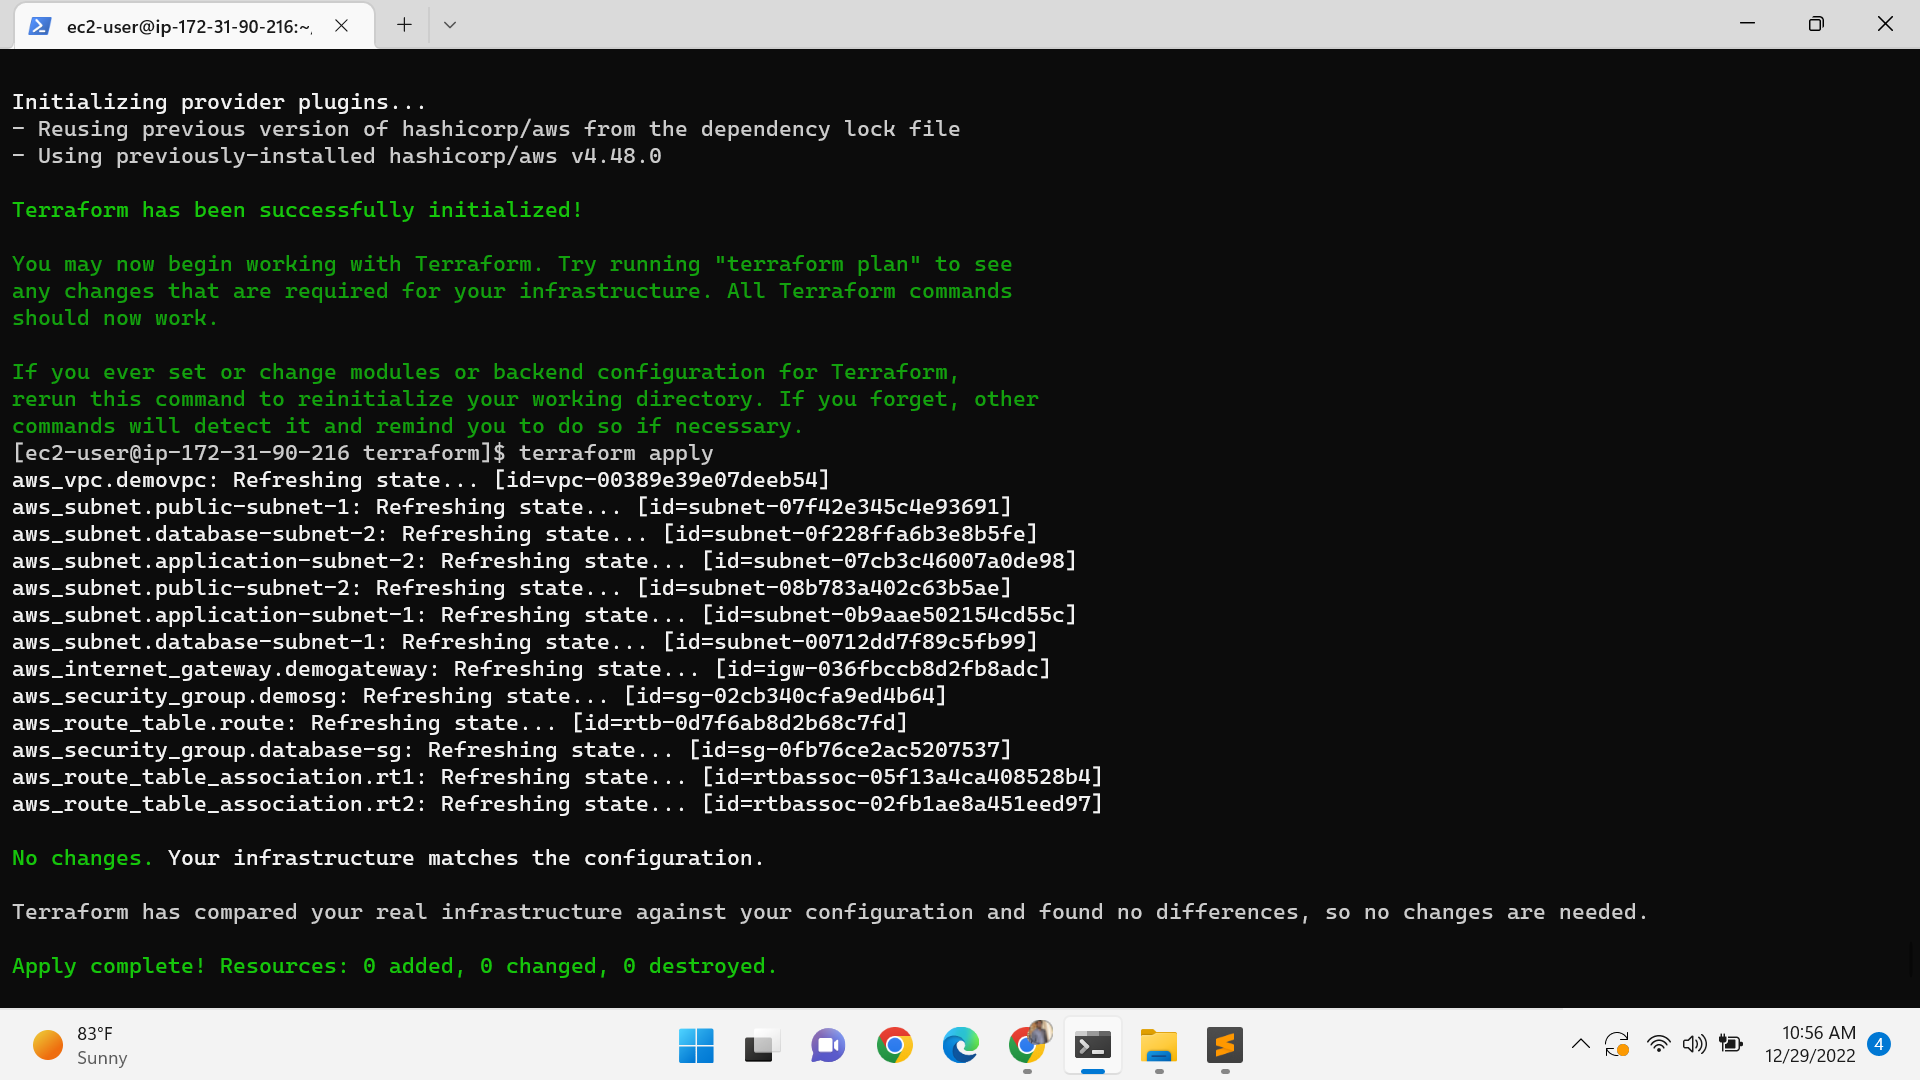 ec2-user@ip-172-31-90-216:~,
Initializing provider plugins...
- Reusing previous version of hashicorp/aws from the dependency lock file
- Using previously-installed hashicorp/aws v4.48.0
Terraform has been successfully initialized!
You may now begin working with Terraform. Try running "terraform plan" to see
any changes that are required for your infrastructure. All Terraform commands
should now work.
If you ever set or change modules or backend configuration for Terraform,
rerun this command to reinitialize your working directory. If you forget, other
commands will detect it and remind you to do so if necessary.
[ec2-user@ip-172-31-90-216 terraform]$ terraform apply
aws_vpc.demovpc: Refreshing state... [id=vpc-00389e39e07deeb54]
aws_subnet.public-subnet-1: Refreshing state... [id=subnet-07f42e345c4e93691]
aws_subnet.database-subnet-2: Refreshing state... [id=subnet-0f228ffa6b3e8b5fe]
aws_subnet.application-subnet-2: Refreshing state... [id=subnet-07cb3c46007a0de98]
aws_subnet.public-subnet-2: Refreshing state... [id=subnet-08b783a402c63b5ae]
aws_subnet.application-subnet-1: Refreshing state... [id=subnet-0b9aae502154cd55c]
aws_subnet.database-subnet-1: Refreshing state... [id=subnet-00712dd7f89c5fb99]
aws_internet_gateway.demogateway: Refreshing state... [id=igw-036fbccb8d2fb8adc]
aws_security_group.demosg: Refreshing state... [id=sg-02cb340cfa9ed4b64]
aws_route_table.route: Refreshing state... [id=rtb-0d7f6ab8d2b68c7fd]
aws_security_group.database-sg: Refreshing state... [id=sg-0fb76ce2ac5207537]
aws_route_table_association.rt1: Refreshing state... [id=rtbassoc-05f13a4ca408528b4]
aws_route_table_association.rt2: Refreshing state... [id=rtbassoc-02fb1ae8a451eed97]
No changes. Your infrastructure matches the configuration.
Terraform has compared your real infrastructure against your configuration and found no differences, so no changes are needed.
Apply complete! Resources: 0 added, 0 changed, 0 destroyed.
83°F
Sunny
10:56 AM
12/29/2022
4